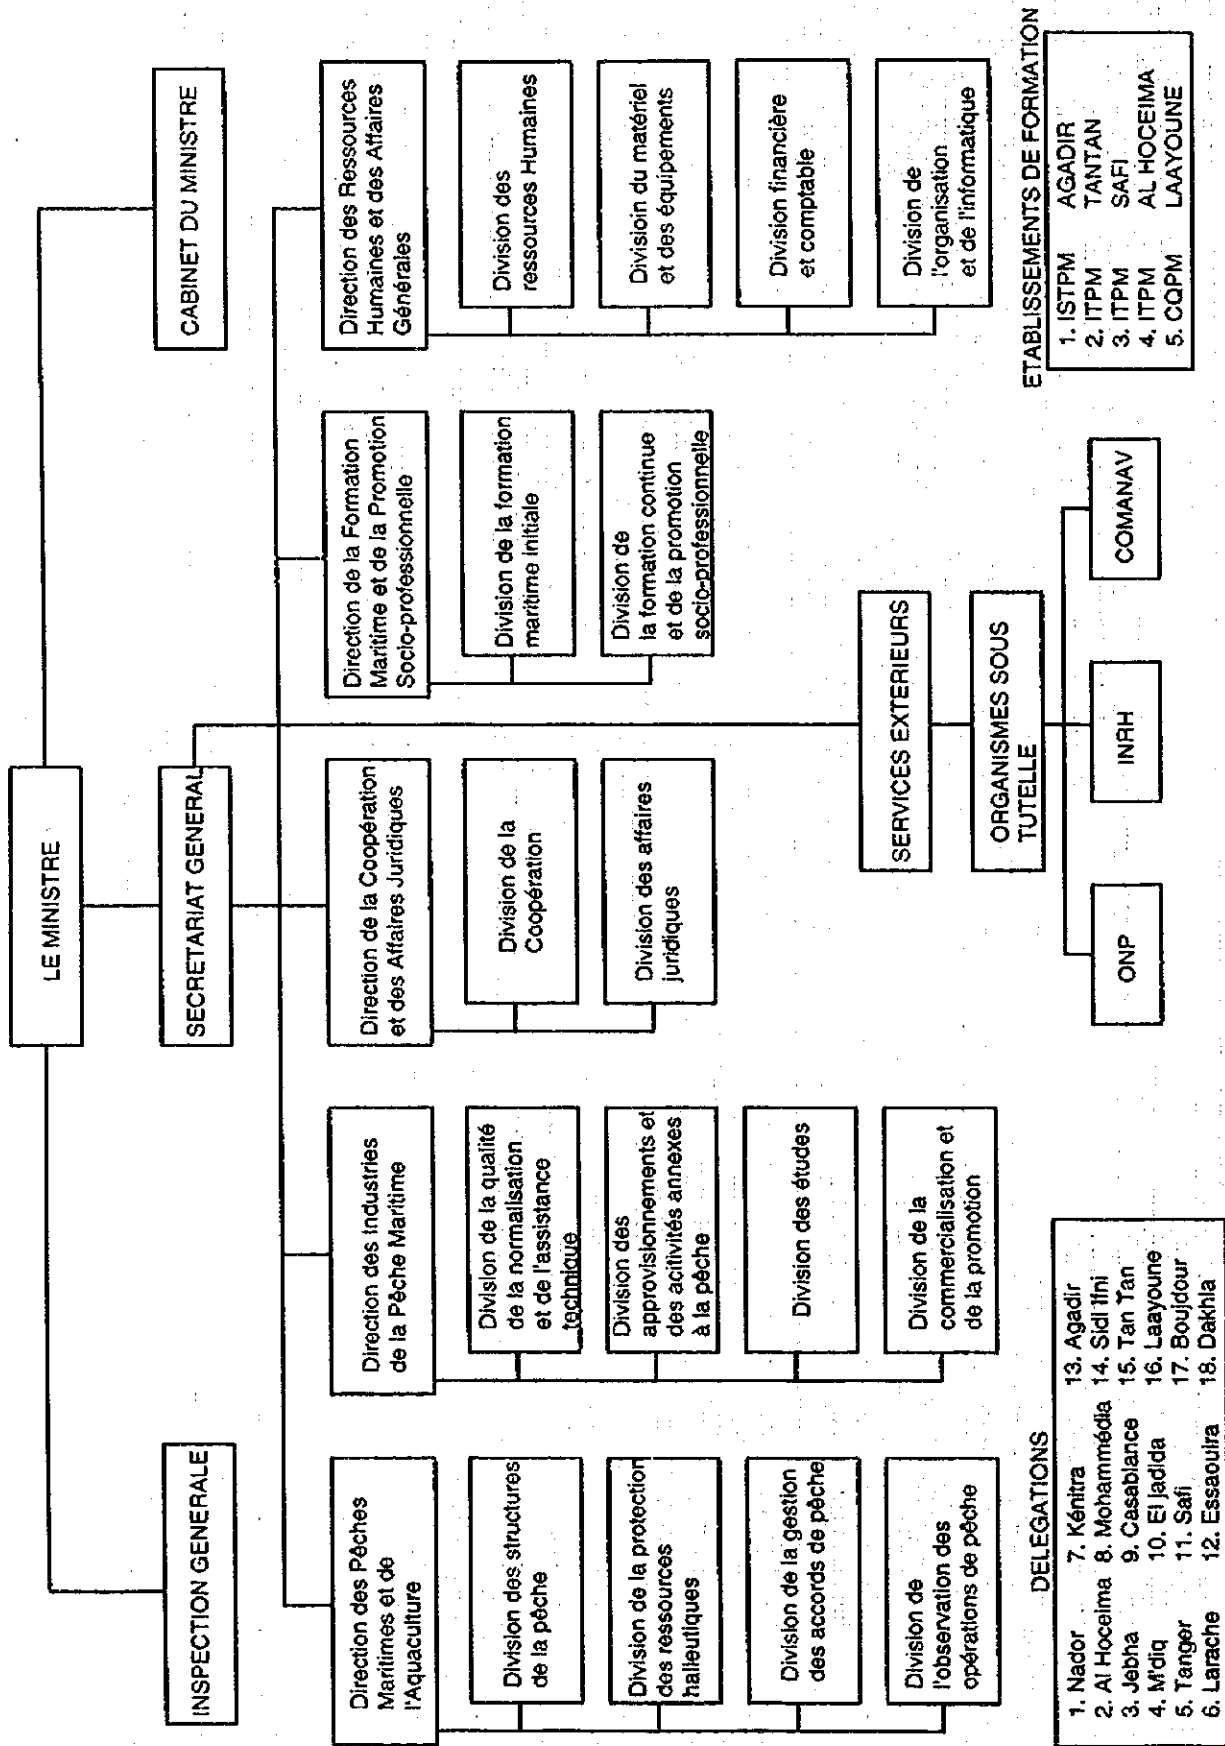 LE MINISTRE
INSPECTION GENERALE
SECRETARIAT GENERAL
CABINET DU MINISTRE
Direction des Pêches
Maritimes et de
l'Aquaculture
Division des structures
de la pêche
Division de la protection
des ressources
halieutiques
Division de la gestion
des accords de pêche
Division de
l'observation des
opérations de pêche
Direction des Industries
de la Pêche Maritime
Division de la qualité
de la normalisation
et de l'assistance
technique
Division des
approvisionnements et
des acitivités annexes
à la pêche
Division des études
Division de la
commercialisation et
de la promotion
Direction de la Coopération
et des Affaires Juridiques
Division de la
Coopération
Division des affaires
juridiques
Direction de la Formation
Maritime et de la Promotion
Socio-professionnelle
Division de la formation
maritime initiale
Division de
la formation continue
et de la promotion
socio-professionnelle
Direction des Ressources
Humaines et des Affaires
Générales
Division des
ressources Humaines
Divisioin du matériel
et des équipements
Division financière
et comptable
Division de
l'organisation
et de l'informatique
SERVICES EXTERIEURS
ORGANISMES SOUS
TUTELLE
ONP
INRH
COMANAV
DELEGATIONS
1. Nador 7. Kénitra 13. Agadir
2. Al Hoceima 8. Mohammédia 14. Sidi Ifni
3. Jebha 9. Casablance 15. Tan Tan
4. M'diq 10. El jadida 16. Laayoune
5. Tanger 11. Safi 17. Boujdour
6. Larache 12. Essaouira 18. Dakhla
ETABLISSEMENTS DE FORMATION
1. ISTPM AGADIR
2. ITPM TANTAN
3. ITPM SAFI
4. ITPM AL HOCEIMA
5. CQPM LAAYOUNE